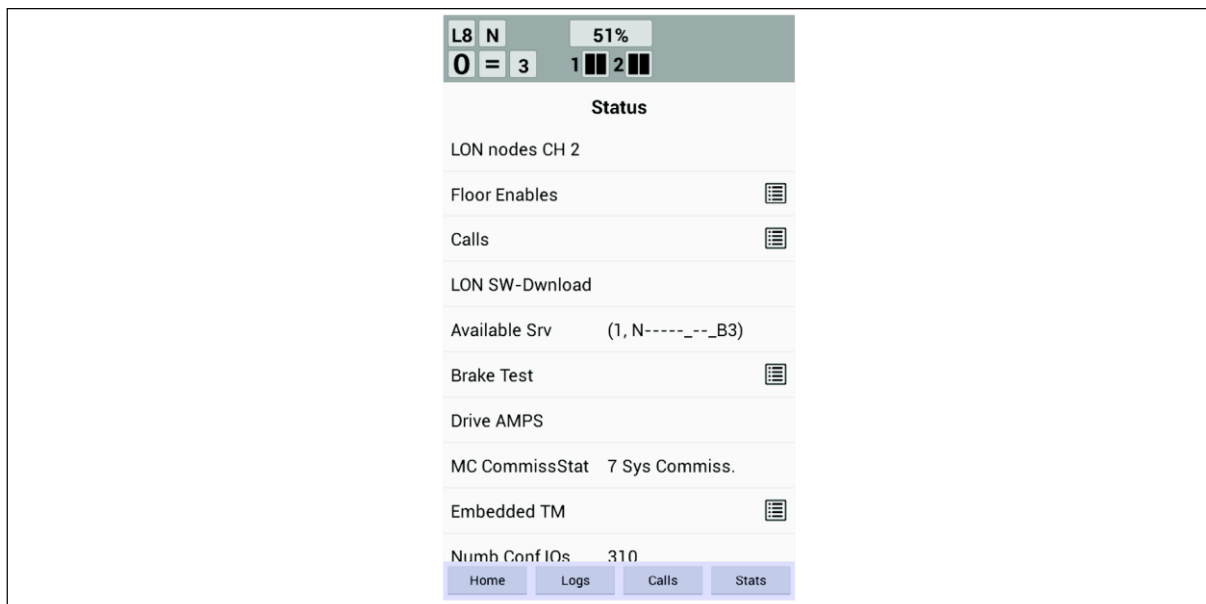 L8 N 51%
0 = 3 1 2
Status
LON nodes CH 2
Floor Enables
Calls
LON SW-Dwnload
Available Srv (1, N-----_--_B3)
Brake Test
Drive AMPS
MC CommissStat 7 Sys Commiss.
Embedded TM
Numb Conf IOs 310
Home Logs Calls Stats